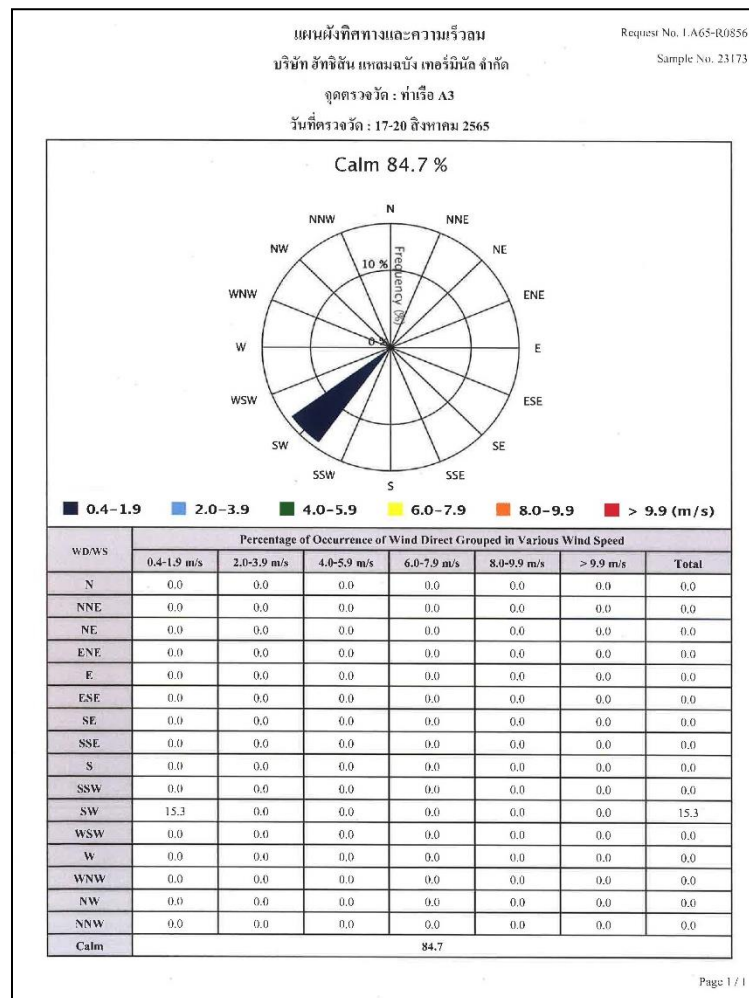 แผนผังทิศทางและความเร็วลม
Request No. LA65-R0856
บริษัท ฮัทชิสัน แหลมฉบัง เทอร์มินัล จำกัด
Sample No. 23173
จุดตรวจวัด : ท่าเรือ A3
วันที่ตรวจวัด : 17-20 สิงหาคม 2565
Calm 84.7 %
N
NNW NNE
NW NE
10 %
Frequency (%)
WNW ENE
0 %
W E
WSW ESE
SW SE
SSW SSE
S
0.4–1.9 2.0–3.9 4.0–5.9 6.0–7.9 8.0–9.9 > 9.9 (m/s)
WD/WS Percentage of Occurrence of Wind Direct Grouped in Various Wind Speed
0.4-1.9 m/s 2.0-3.9 m/s 4.0-5.9 m/s 6.0-7.9 m/s 8.0-9.9 m/s > 9.9 m/s Total
N 0.0 0.0 0.0 0.0 0.0 0.0 0.0
NNE 0.0 0.0 0.0 0.0 0.0 0.0 0.0
NE 0.0 0.0 0.0 0.0 0.0 0.0 0.0
ENE 0.0 0.0 0.0 0.0 0.0 0.0 0.0
E 0.0 0.0 0.0 0.0 0.0 0.0 0.0
ESE 0.0 0.0 0.0 0.0 0.0 0.0 0.0
SE 0.0 0.0 0.0 0.0 0.0 0.0 0.0
SSE 0.0 0.0 0.0 0.0 0.0 0.0 0.0
S 0.0 0.0 0.0 0.0 0.0 0.0 0.0
SSW 0.0 0.0 0.0 0.0 0.0 0.0 0.0
SW 15.3 0.0 0.0 0.0 0.0 0.0 15.3
WSW 0.0 0.0 0.0 0.0 0.0 0.0 0.0
W 0.0 0.0 0.0 0.0 0.0 0.0 0.0
WNW 0.0 0.0 0.0 0.0 0.0 0.0 0.0
NW 0.0 0.0 0.0 0.0 0.0 0.0 0.0
NNW 0.0 0.0 0.0 0.0 0.0 0.0 0.0
Calm 84.7
Page 1 / 1